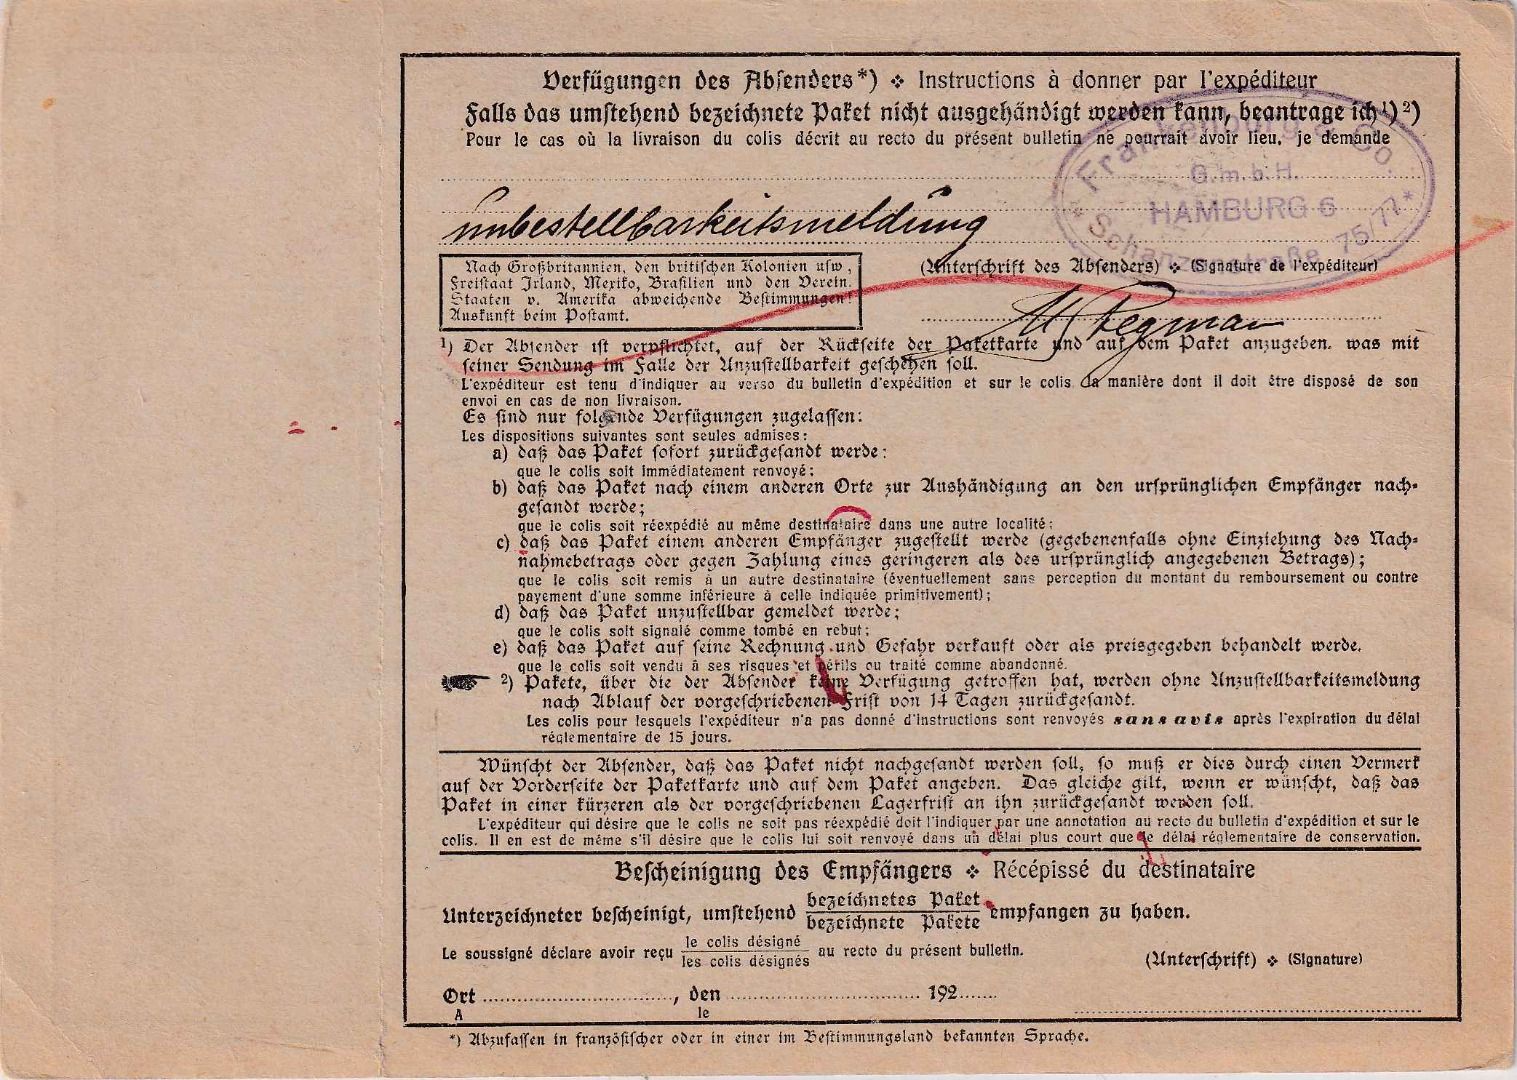 Verfügungen des Absenders*) ❖ Instructions à donner par l'expéditeur
Falls das umstehend bezeichnete Paket nicht ausgehändigt werden kann, beantrage ich ¹) ²)
Pour le cas où la livraison du colis décrit au recto du présent bulletin ne pourrait avoir lieu, je demande
Frankenburg & Co.
G.m.b.H.
HAMBURG 6
* Schanzenstraße 75/77 *
Unbestellbarkeitsmeldung
Nach Großbritannien, den britischen Kolonien usw.,
Freistaat Irland, Mexiko, Brasilien und den Verein.
Staaten v. Amerika abweichende Bestimmungen!
Auskunft beim Postamt.
(Unterschrift des Absenders) ❖ (Signature de l'expéditeur)
¹) Der Absender ist verpflichtet, auf der Rückseite der Paketkarte und auf dem Paket anzugeben, was mit
seiner Sendung im Falle der Unzustellbarkeit geschehen soll.
L'expéditeur est tenu d'indiquer au verso du bulletin d'expédition et sur le colis la manière dont il doit être disposé de son
envoi en cas de non livraison.
Es sind nur folgende Verfügungen zugelassen:
Les dispositions suivantes sont seules admises:
a) daß das Paket sofort zurückgesandt werde:
que le colis soit immédiatement renvoyé;
b) daß das Paket nach einem anderen Orte zur Aushändigung an den ursprünglichen Empfänger nach-
gesandt werde;
que le colis soit réexpédié au même destinataire dans une autre localité;
c) daß das Paket einem anderen Empfänger zugestellt werde (gegebenenfalls ohne Einziehung des Nach-
nahmebetrags oder gegen Zahlung eines geringeren als des ursprünglich angegebenen Betrags);
que le colis soit remis à un autre destinataire (éventuellement sans perception du montant du remboursement ou contre
payement d'une somme inférieure à celle indiquée primitivement);
d) daß das Paket unzustellbar gemeldet werde;
que le colis soit signalé comme tombé en rebut;
e) daß das Paket auf seine Rechnung und Gefahr verkauft oder als preisgegeben behandelt werde.
que le colis soit vendu à ses risques et périls ou traité comme abandonné.
²) Pakete, über die der Absender keine Verfügung getroffen hat, werden ohne Unzustellbarkeitsmeldung
nach Ablauf der vorgeschriebenen Frist von 14 Tagen zurückgesandt.
Les colis pour lesquels l'expéditeur n'a pas donné d'instructions sont renvoyés sans avis après l'expiration du délai
réglementaire de 15 jours.
Wünscht der Absender, daß das Paket nicht nachgesandt werden soll, so muß er dies durch einen Vermerk
auf der Vorderseite der Paketkarte und auf dem Paket angeben. Das gleiche gilt, wenn er wünscht, daß das
Paket in einer kürzeren als der vorgeschriebenen Lagerfrist an ihn zurückgesandt werden soll.
L'expéditeur qui désire que le colis ne soit pas réexpédié doit l'indiquer par une annotation au recto du bulletin d'expédition et sur le
colis. Il en est de même s'il désire que le colis lui soit renvoyé dans un délai plus court que le délai réglementaire de conservation.
Bescheinigung des Empfängers ❖ Récépissé du destinataire
Unterzeichneter bescheinigt, umstehend bezeichnetes Paket
bezeichnete Pakete empfangen zu haben.
Le soussigné déclare avoir reçu le colis désigné
les colis désignés au recto du présent bulletin.
(Unterschrift) ❖ (Signature)
Ort ............................, den ............................ 192......
A le
*) Abzufassen in französischer oder in einer im Bestimmungsland bekannten Sprache.